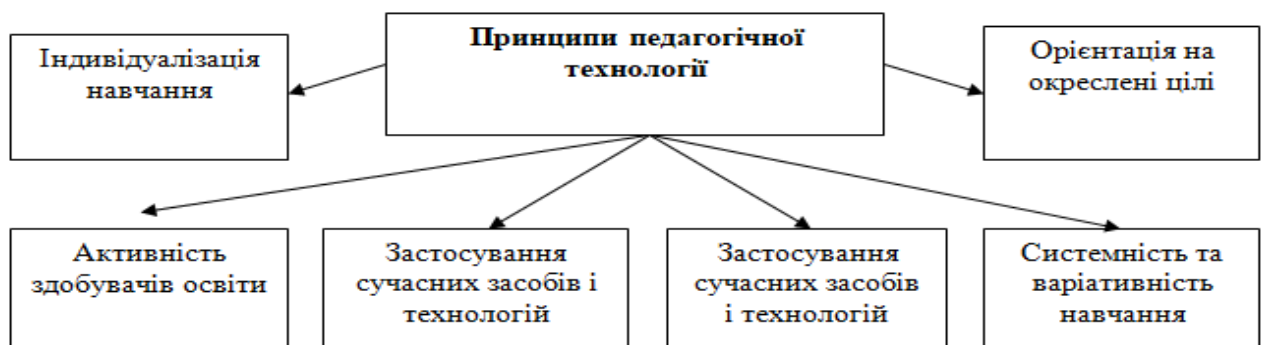 Принципи педагогічної
технології
Індивідуалізація
навчання
Орієнтація на
окреслені цілі
Активність
здобувачів освіти
Застосування
сучасних засобів і
технологій
Застосування
сучасних засобів
і технологій
Системність та
варіативність
навчання